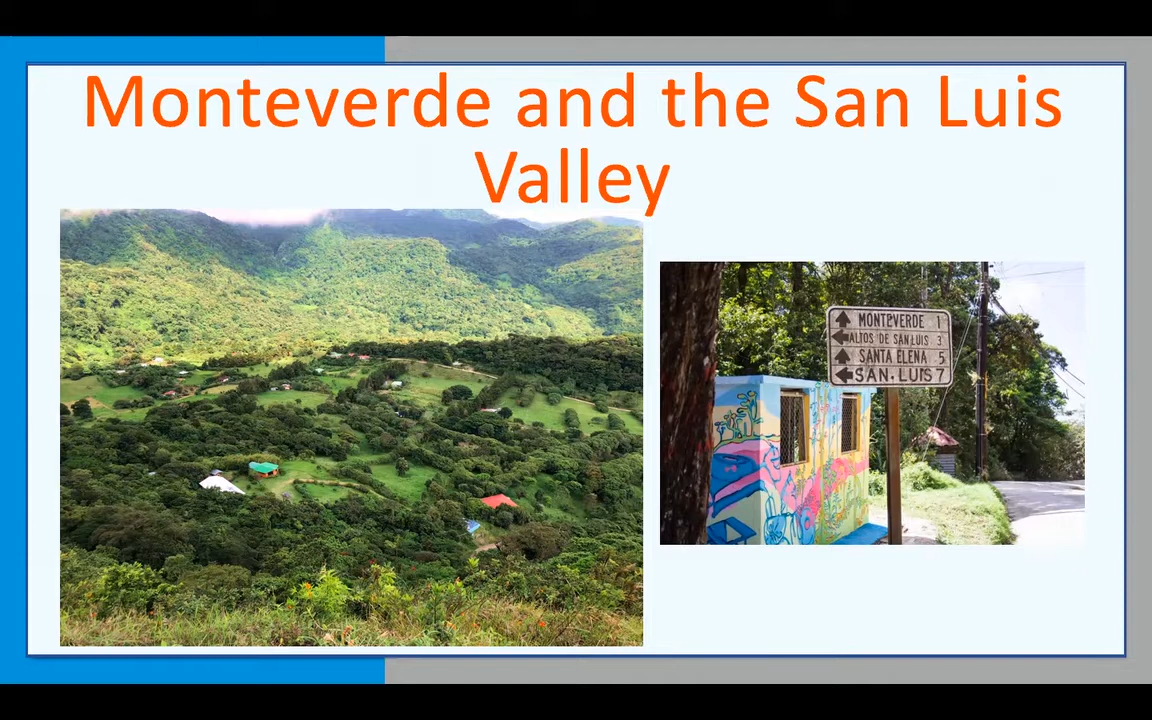 Monteverde and the San Luis
Valley
MONTEVERDE 1
ALTOS DE SAN LUIS 3
SANTA ELENA 5
SAN. LUIS 7